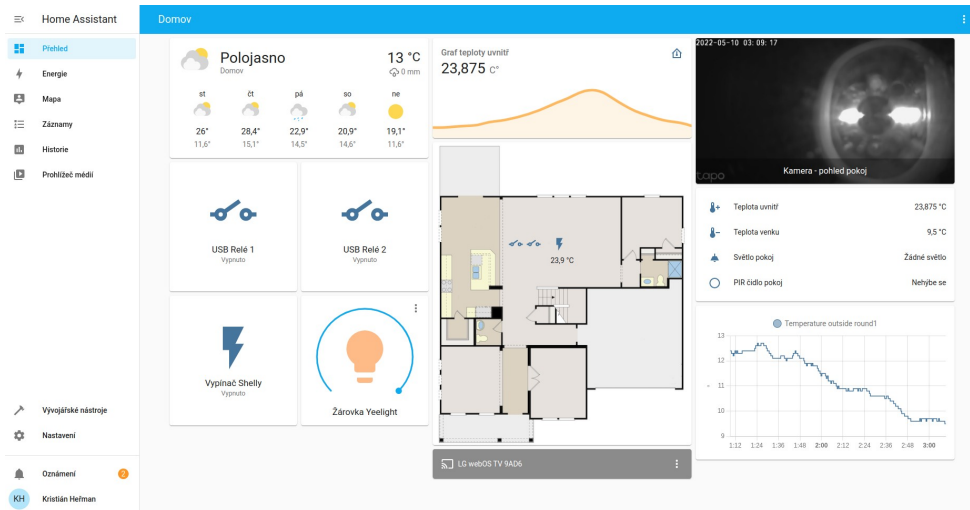 Home Assistant
Domov
Přehled
Energie
Mapa
Záznamy
Historie
Prohlížeč médií
Vývojářské nástroje
Nastavení
Oznámení 2
KH Kristián Heřman
Polojasno 13 °C
Domov 0 mm
st čt pá so ne
26° 28,4° 22,9° 20,9° 19,1°
11,6° 15,1° 14,5° 14,6° 11,6°
USB Relé 1
Vypnuto
USB Relé 2
Vypnuto
Vypínač Shelly
Vypnuto
Žárovka Yeelight
Graf teploty uvnitř
23,875 C°
23,9 °C
LG webOS TV 9AD6
2022-05-10 03:09:17
tapo
Kamera - pohled pokoj
Teplota uvnitř 23,875 °C
Teplota venku 9,5 °C
Světlo pokoj Žádné světlo
PIR čidlo pokoj Nehýbe se
Temperature outside round1
13
12
11
10
9
1:12 1:24 1:36 1:48 2:00 2:12 2:24 2:36 2:48 3:00